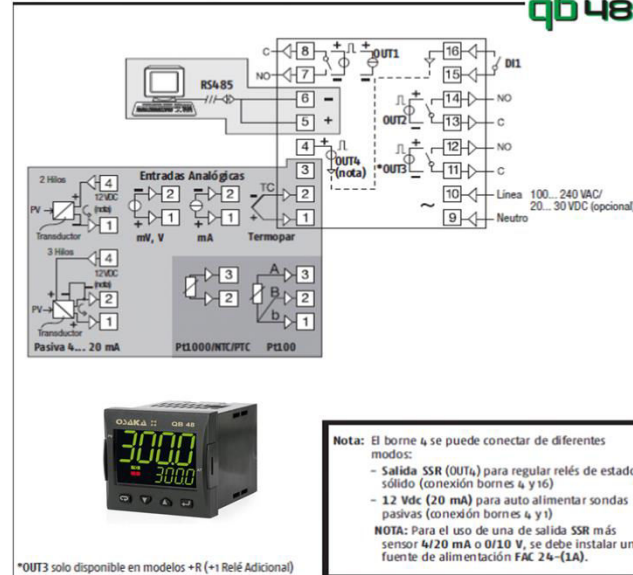 qb 48
C 8 OUT1 16
NO 7 15 DI1
RS485
6 -
5 +
OUT2 14 NO
13 C
4 OUT4 (nota)
*OUT3 12 NO
11 C
3
2
1
10 Línea 100... 240 VAC/
9 Neutro 20... 30 VDC (opcional)
Entradas Analógicas
2 Hilos
4
12VDC
(nota)
PV
1
Transductor
2
1
mV, V
2
1
mA
TC
Termopar
3 Hilos
4
12VDC
(nota)
PV
2
1
Transductor
Pasiva 4... 20 mA
3
2
Pt1000/NTC/PTC
A 3
B 2
b 1
Pt100
OSAKA QB 48
300.0
300.0
*OUT3 solo disponible en modelos +R (+1 Relé Adicional)
Nota: El borne 4 se puede conectar de diferentes
modos:
- Salida SSR (OUT4) para regular relés de estado
sólido (conexión bornes 4 y 16)
- 12 Vdc (20 mA) para auto alimentar sondas
pasivas (conexión bornes 4 y 1)
NOTA: Para el uso de una de salida SSR más
sensor 4/20 mA o 0/10 V, se debe instalar un
fuente de alimentación FAC 24-(1A).